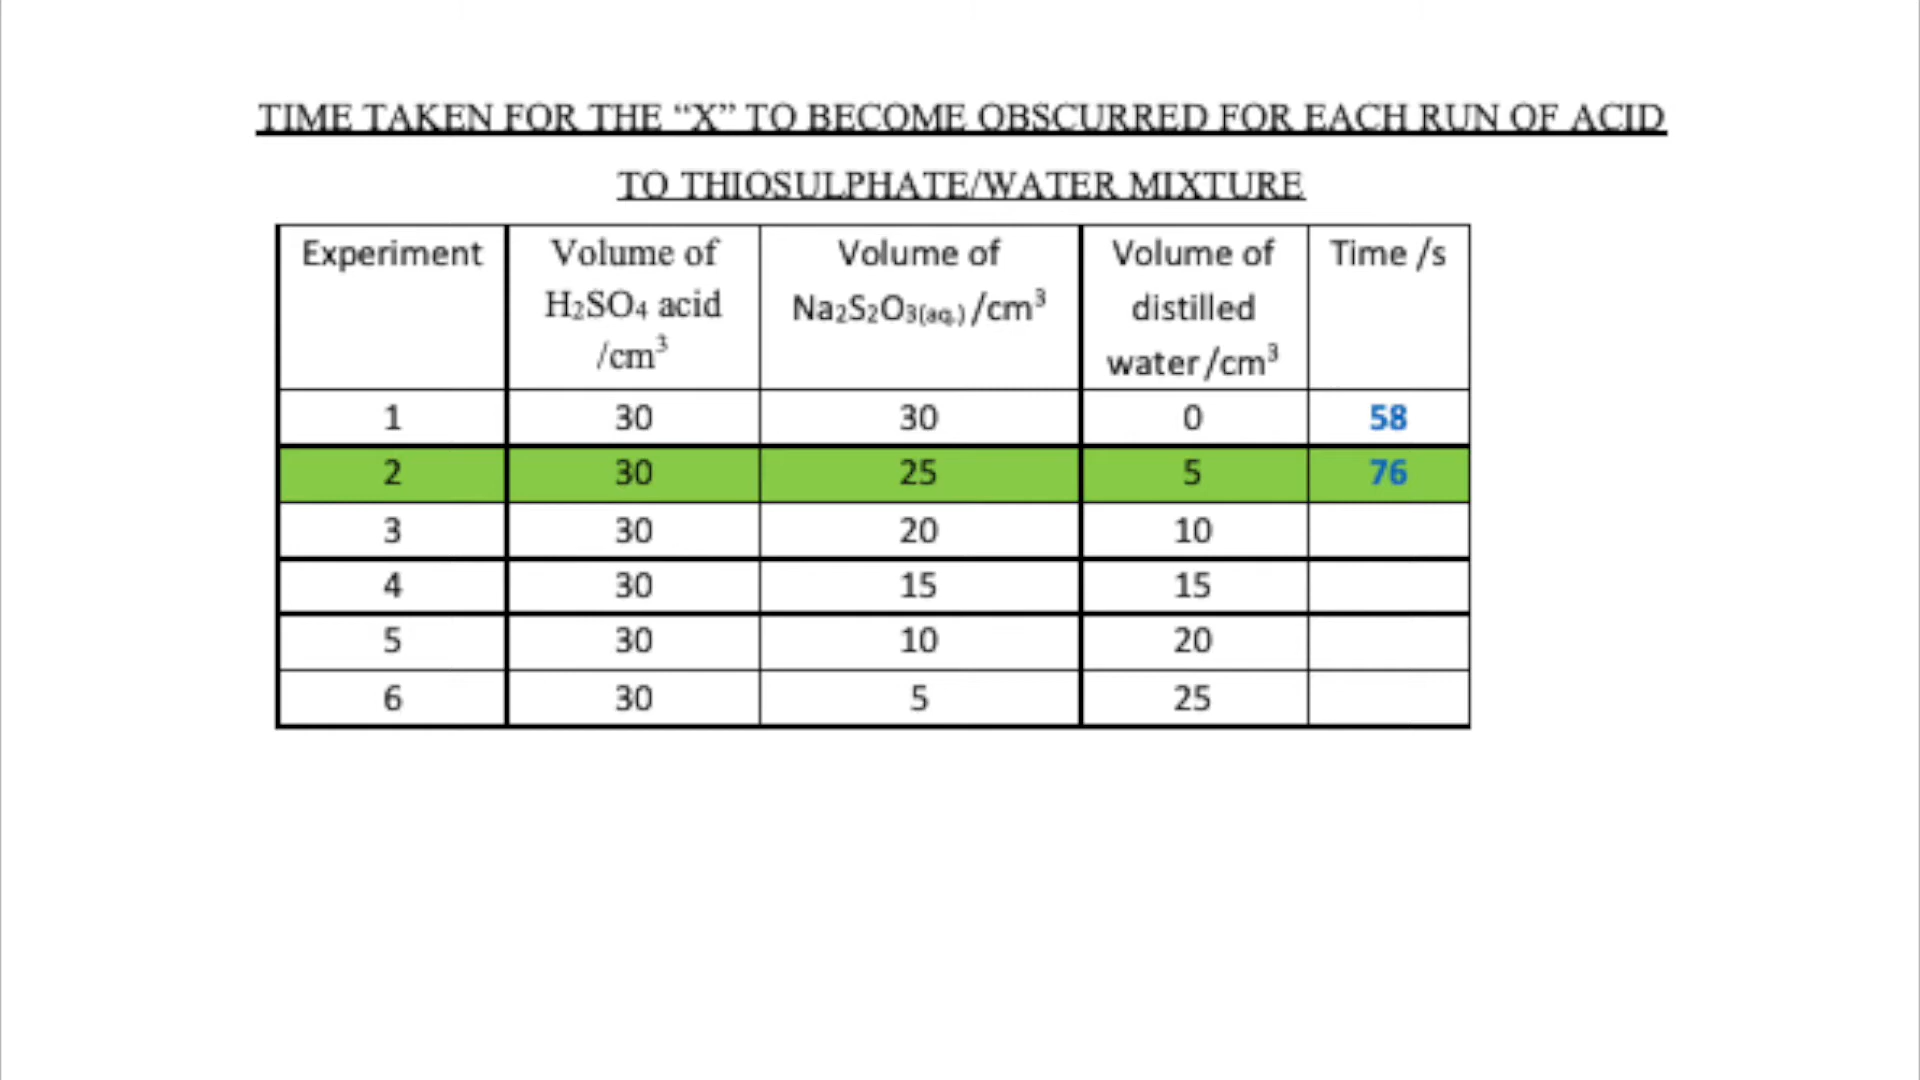 TIME TAKEN FOR THE “X” TO BECOME OBSCURRED FOR EACH RUN OF ACID
TO THIOSULPHATE/WATER MIXTURE
Experiment
Volume of
H₂SO₄ acid
/cm³
Volume of
Na₂S₂O₃(aq.) /cm³
Volume of
distilled
water /cm³
Time /s
1 30 30 0 58
2 30 25 5 76
3 30 20 10
4 30 15 15
5 30 10 20
6 30 5 25